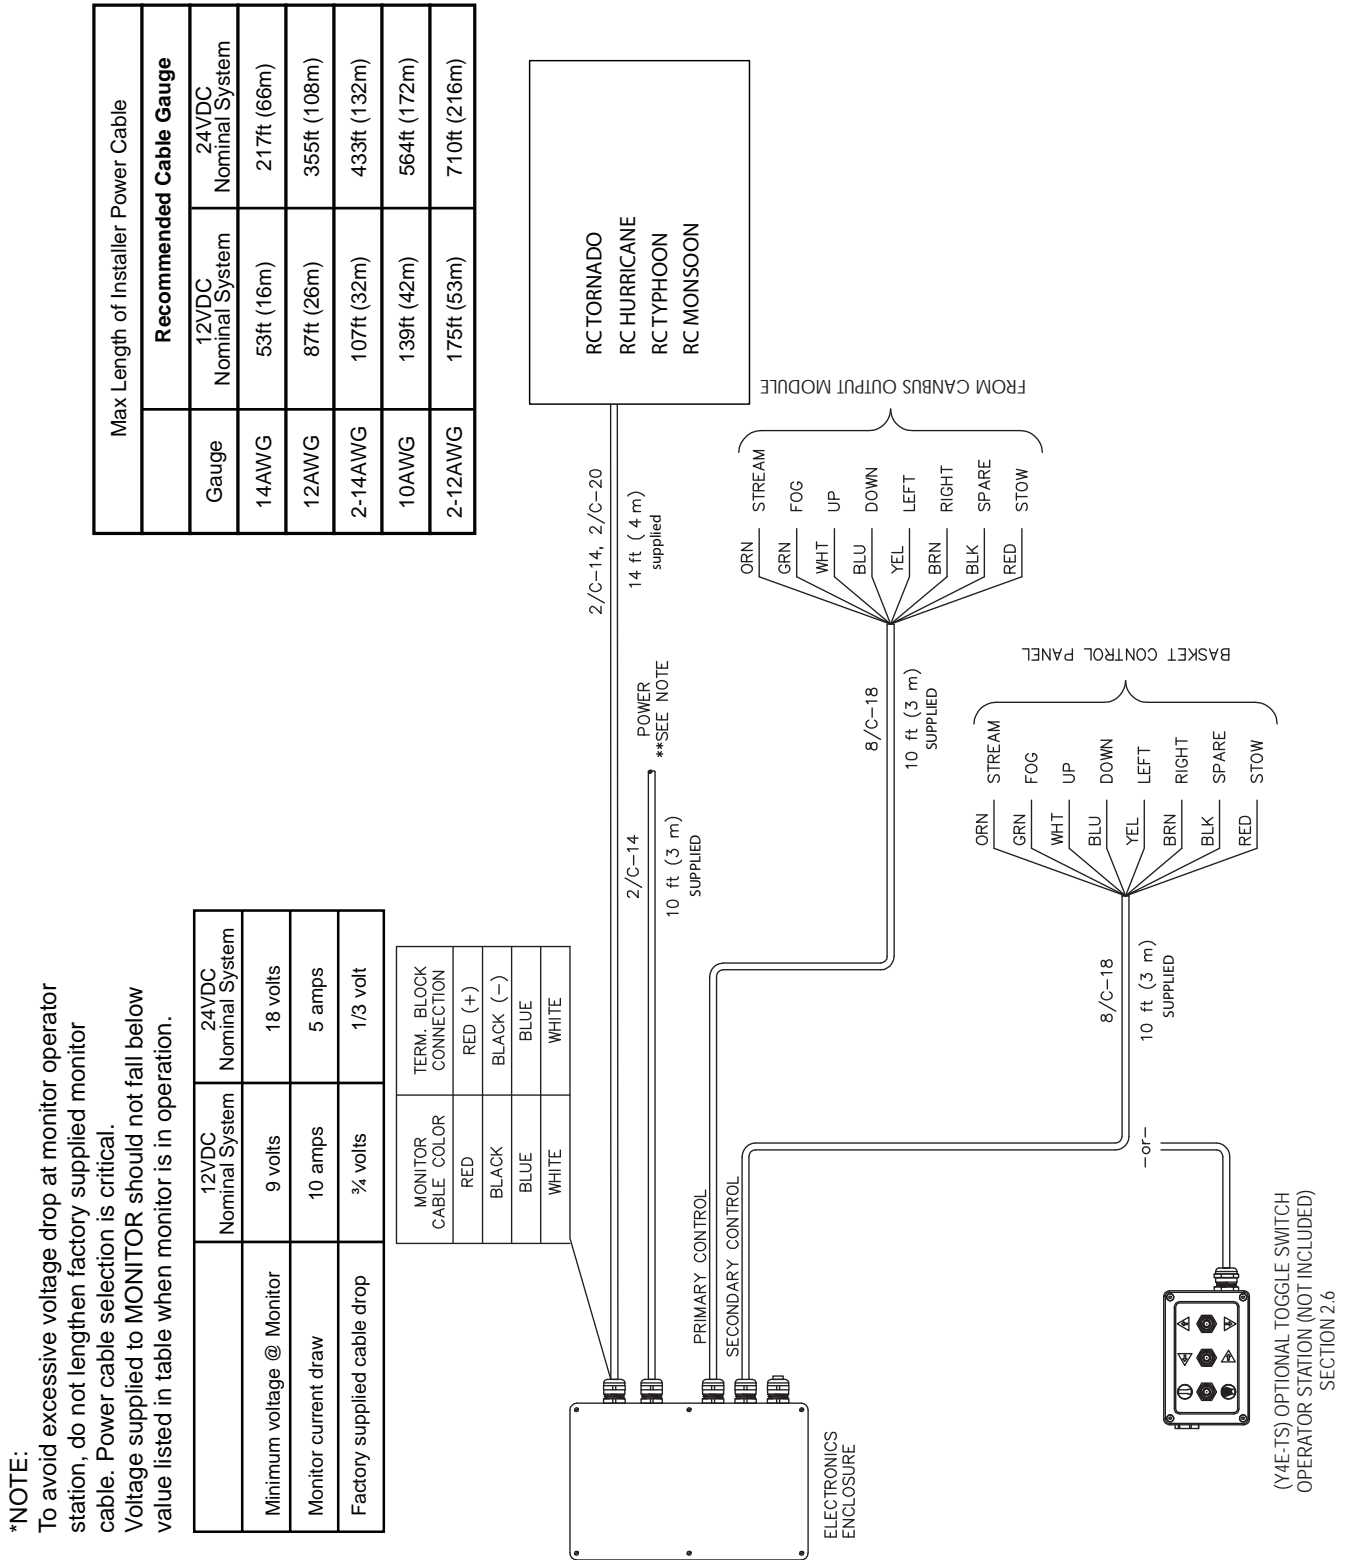 *NOTE:
To avoid excessive voltage drop at monitor operator
station, do not lengthen factory supplied monitor
cable. Power cable selection is critical.
Voltage supplied to MONITOR should not fall below
value listed in table when monitor is in operation.
12VDC
Nominal System
24VDC
Nominal System
Minimum voltage @ Monitor
9 volts
18 volts
Monitor current draw
10 amps
5 amps
Factory supplied cable drop
¾ volts
1/3 volt
Max Length of Installer Power Cable
Recommended Cable Gauge
Gauge
12VDC
Nominal System
24VDC
Nominal System
14AWG
53ft (16m)
217ft (66m)
12AWG
87ft (26m)
355ft (108m)
2-14AWG
107ft (32m)
433ft (132m)
10AWG
139ft (42m)
564ft (172m)
2-12AWG
175ft (53m)
710ft (216m)
MONITOR
CABLE COLOR
TERM. BLOCK
CONNECTION
RED
RED (+)
BLACK
BLACK (-)
BLUE
BLUE
WHITE
WHITE
2/C-14, 2/C-20
14 ft ( 4 m)
supplied
RC TORNADO
RC HURRICANE
RC TYPHOON
RC MONSOON
2/C-14
10 ft (3 m)
SUPPLIED
POWER
**SEE NOTE
PRIMARY CONTROL
8/C-18
10 ft (3 m)
SUPPLIED
ORN STREAM
GRN FOG
WHT UP
BLU DOWN
YEL LEFT
BRN RIGHT
BLK SPARE
RED STOW
FROM CANBUS OUTPUT MODULE
SECONDARY CONTROL
8/C-18
10 ft (3 m)
SUPPLIED
ORN STREAM
GRN FOG
WHT UP
BLU DOWN
YEL LEFT
BRN RIGHT
BLK SPARE
RED STOW
BASKET CONTROL PANEL
ELECTRONICS
ENCLOSURE
-or-
(Y4E-TS) OPTIONAL TOGGLE SWITCH
OPERATOR STATION (NOT INCLUDED)
SECTION 2.6